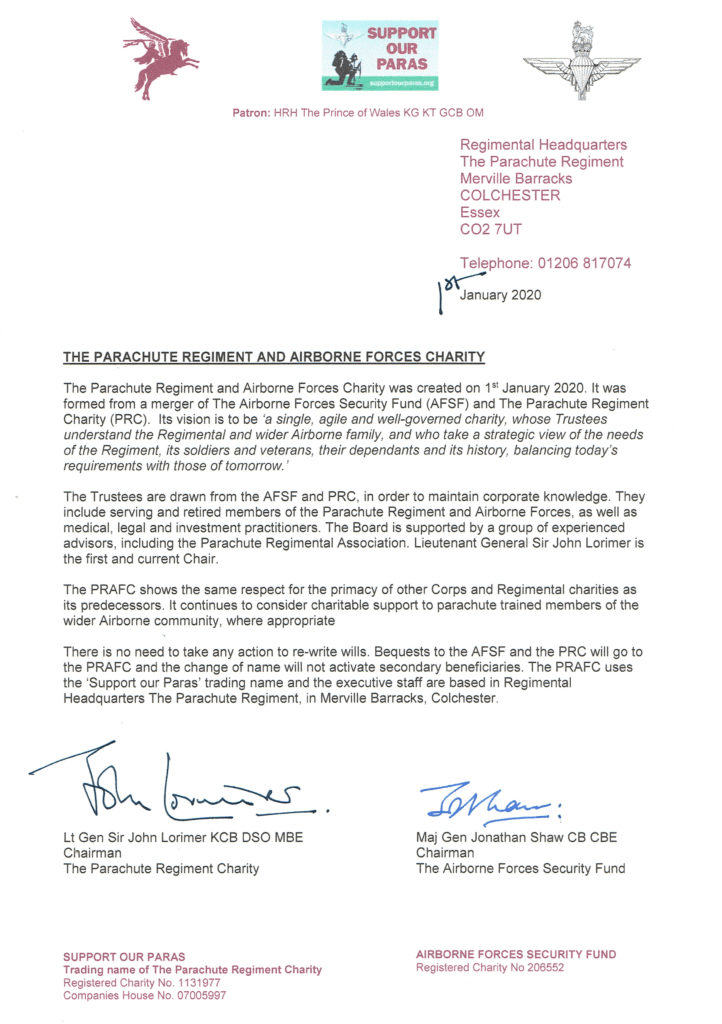 SUPPORT
OUR
PARAS
supportourparas.org
Patron: HRH The Prince of Wales KG KT GCB OM
Regimental Headquarters
The Parachute Regiment
Merville Barracks
COLCHESTER
Essex
CO2 7UT
Telephone: 01206 817074
1st January 2020
THE PARACHUTE REGIMENT AND AIRBORNE FORCES CHARITY
The Parachute Regiment and Airborne Forces Charity was created on 1st January 2020. It was
formed from a merger of The Airborne Forces Security Fund (AFSF) and The Parachute Regiment
Charity (PRC).  Its vision is to be ‘a single, agile and well-governed charity, whose Trustees
understand the Regimental and wider Airborne family, and who take a strategic view of the needs
of the Regiment, its soldiers and veterans, their dependants and its history, balancing today’s
requirements with those of tomorrow.’
The Trustees are drawn from the AFSF and PRC, in order to maintain corporate knowledge. They
include serving and retired members of the Parachute Regiment and Airborne Forces, as well as
medical, legal and investment practitioners. The Board is supported by a group of experienced
advisors, including the Parachute Regimental Association. Lieutenant General Sir John Lorimer is
the first and current Chair.
The PRAFC shows the same respect for the primacy of other Corps and Regimental charities as
its predecessors. It continues to consider charitable support to parachute trained members of the
wider Airborne community, where appropriate
There is no need to take any action to re-write wills. Bequests to the AFSF and the PRC will go to
the PRAFC and the change of name will not activate secondary beneficiaries. The PRAFC uses
the ‘Support our Paras’ trading name and the executive staff are based in Regimental
Headquarters The Parachute Regiment, in Merville Barracks, Colchester.
John Lorimer.
Lt Gen Sir John Lorimer KCB DSO MBE
Chairman
The Parachute Regiment Charity
Maj Gen Jonathan Shaw CB CBE
Chairman
The Airborne Forces Security Fund
SUPPORT OUR PARAS
Trading name of The Parachute Regiment Charity
Registered Charity No. 1131977
Companies House No. 07005997
AIRBORNE FORCES SECURITY FUND
Registered Charity No 206552